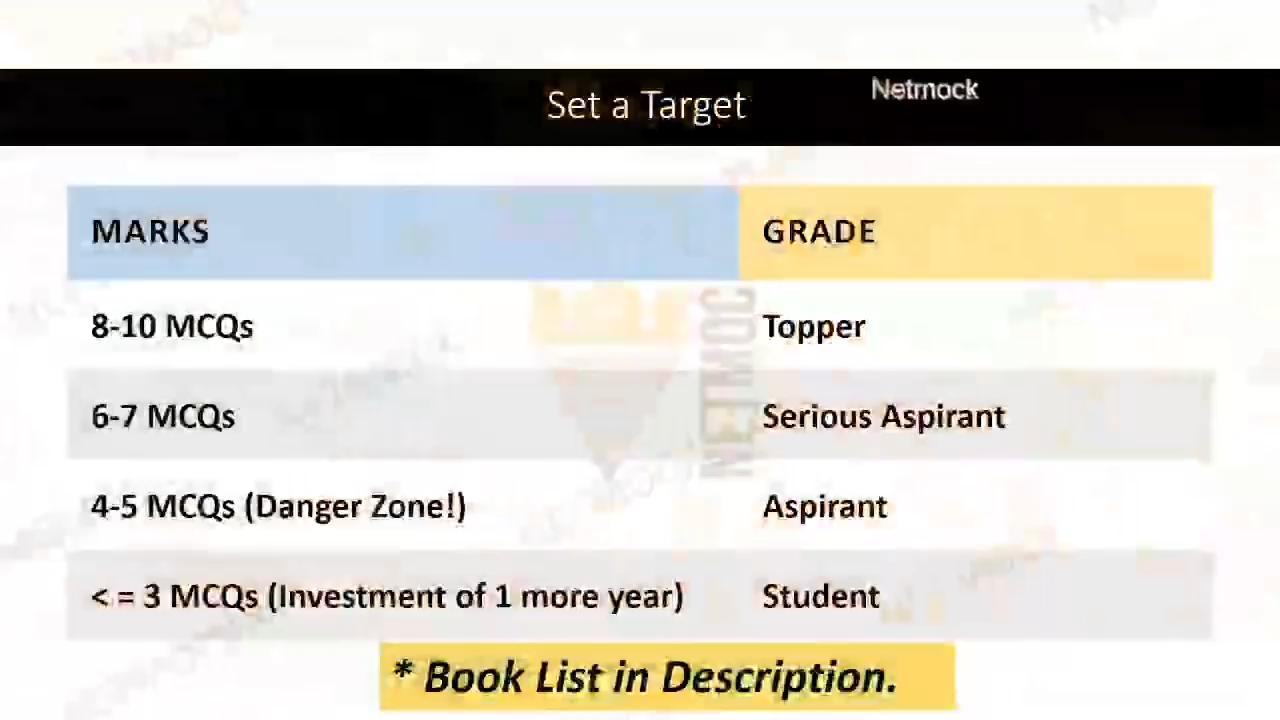 Set a Target
Netmock
MARKS GRADE
8-10 MCQs Topper
6-7 MCQs Serious Aspirant
4-5 MCQs (Danger Zone!) Aspirant
< = 3 MCQs (Investment of 1 more year) Student
* Book List in Description.
NETMOC